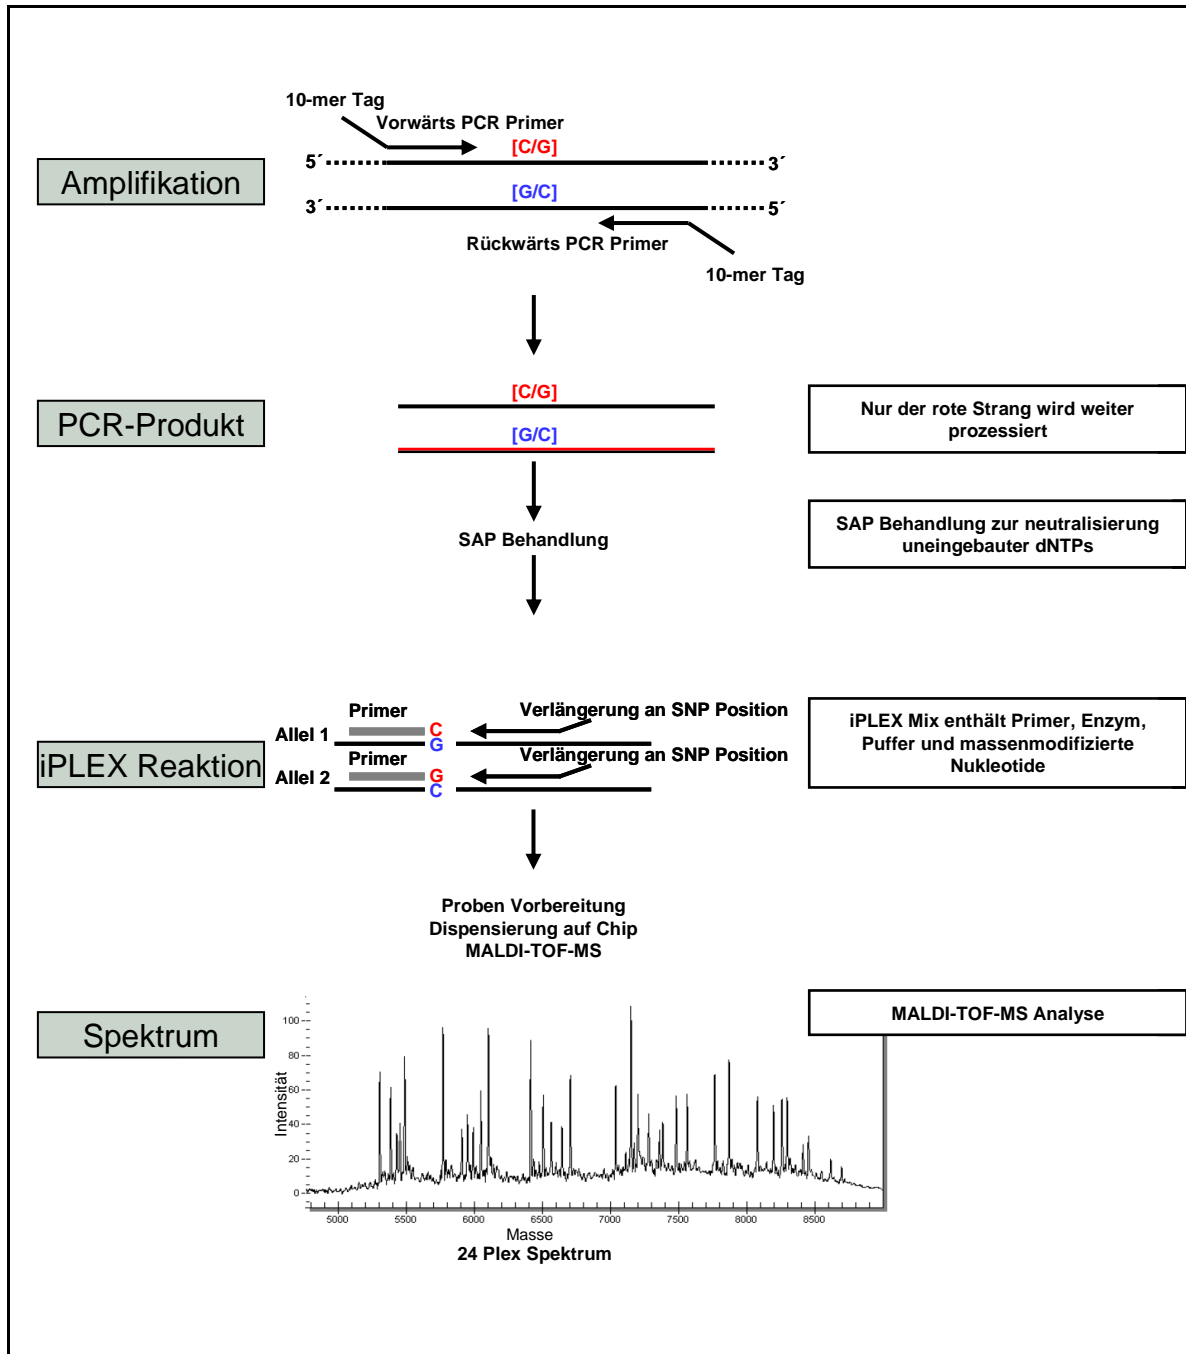 10-mer Tag
Vorwärts PCR Primer
[C/G]
5´ 3´
Amplifikation
[G/C]
3´ 5´
Rückwärts PCR Primer
10-mer Tag
[C/G]
PCR-Produkt
Nur der rote Strang wird weiter
prozessiert
[G/C]
SAP Behandlung
SAP Behandlung zur neutralisierung
uneingebauter dNTPs
Primer
Verlängerung an SNP Position
Allel 1
C
G
Primer
Verlängerung an SNP Position
iPLEX Reaktion
Allel 2
G
C
iPLEX Mix enthält Primer, Enzym,
Puffer und massenmodifizierte
Nukleotide
Proben Vorbereitung
Dispensierung auf Chip
MALDI-TOF-MS
Spektrum
MALDI-TOF-MS Analyse
Intensität
100
80
60
40
20
0
5000 5500 6000 6500 7000 7500 8000 8500
Masse
24 Plex Spektrum